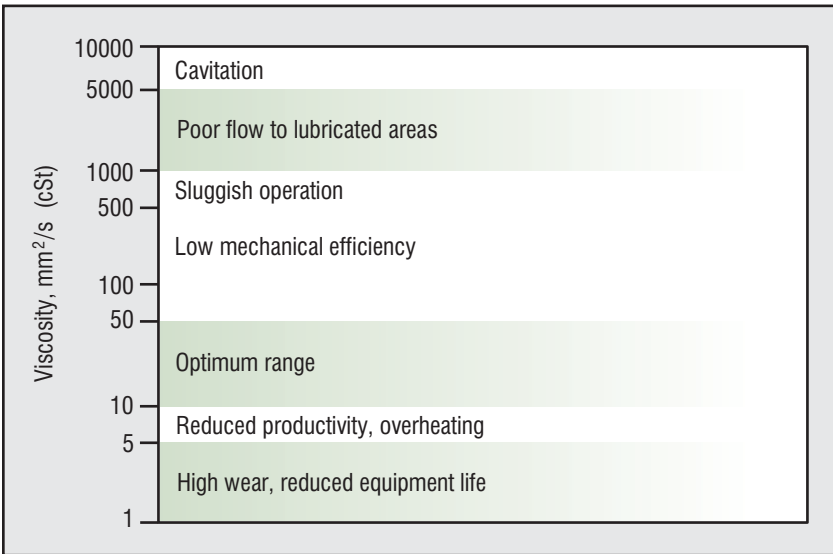 10000
Cavitation
5000
Poor flow to lubricated areas
1000
Sluggish operation
500
Low mechanical efficiency
100
50
Optimum range
10
Reduced productivity, overheating
5
High wear, reduced equipment life
1
Viscosity, mm²/s (cSt)